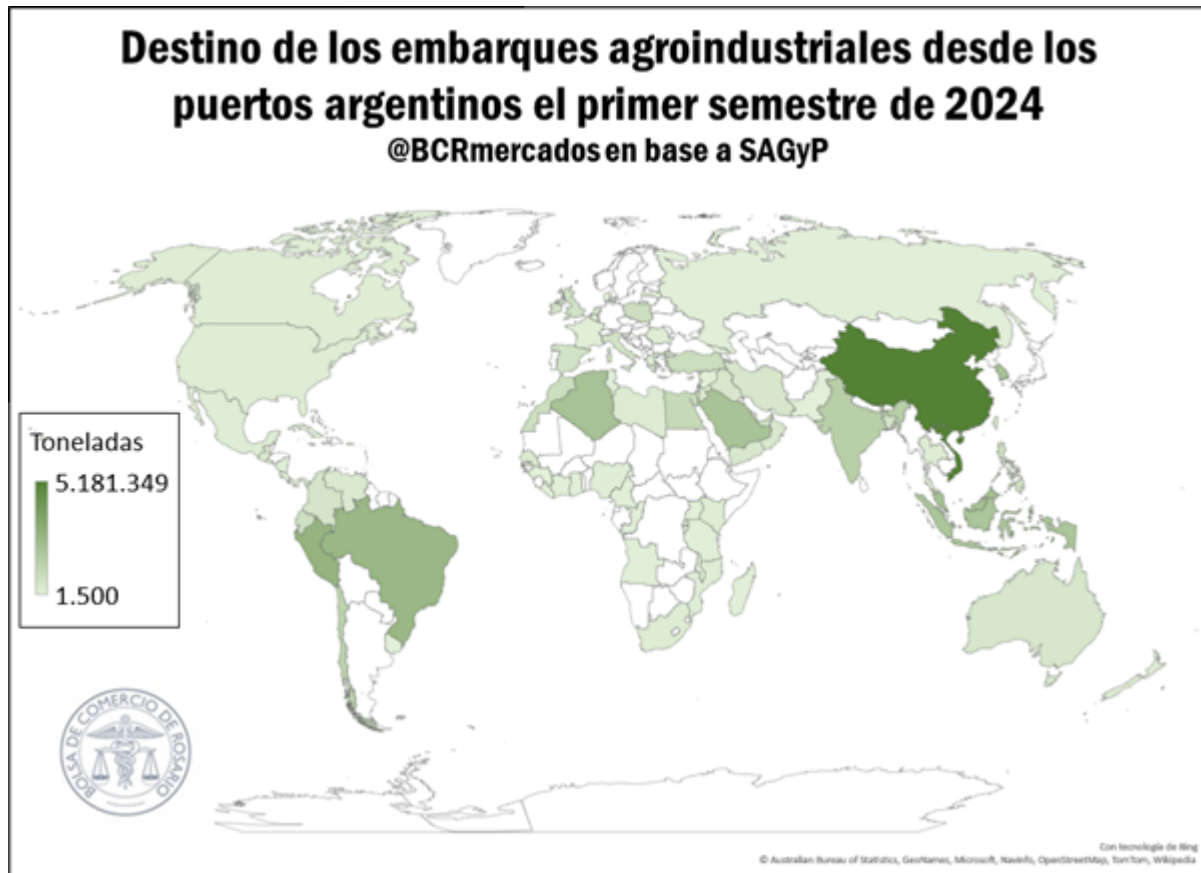 Destino de los embarques agroindustriales desde los
puertos argentinos el primer semestre de 2024
@BCRmercados en base a SAGyP
Toneladas
5.181.349
1.500
BOLSA DE COMERCIO DE ROSARIO
Con tecnología de Bing
© Australian Bureau of Statistics, GeoNames, Microsoft, Navinfo, OpenStreetMap, TomTom, Wikipedia